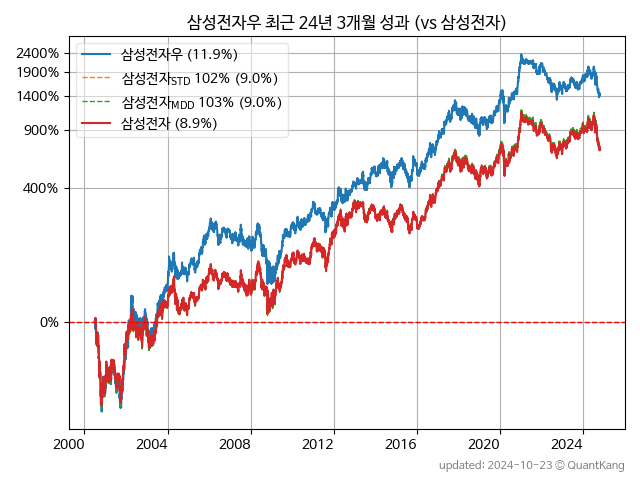 삼성전자우 최근 24년 3개월 성과 (vs 삼성전자)
2400%
1900%
1400%
900%
400%
0%
삼성전자우 (11.9%)
삼성전자STD 102% (9.0%)
삼성전자MDD 103% (9.0%)
삼성전자 (8.9%)
2000 2004 2008 2012 2016 2020 2024
updated: 2024-10-23 © QuantKang